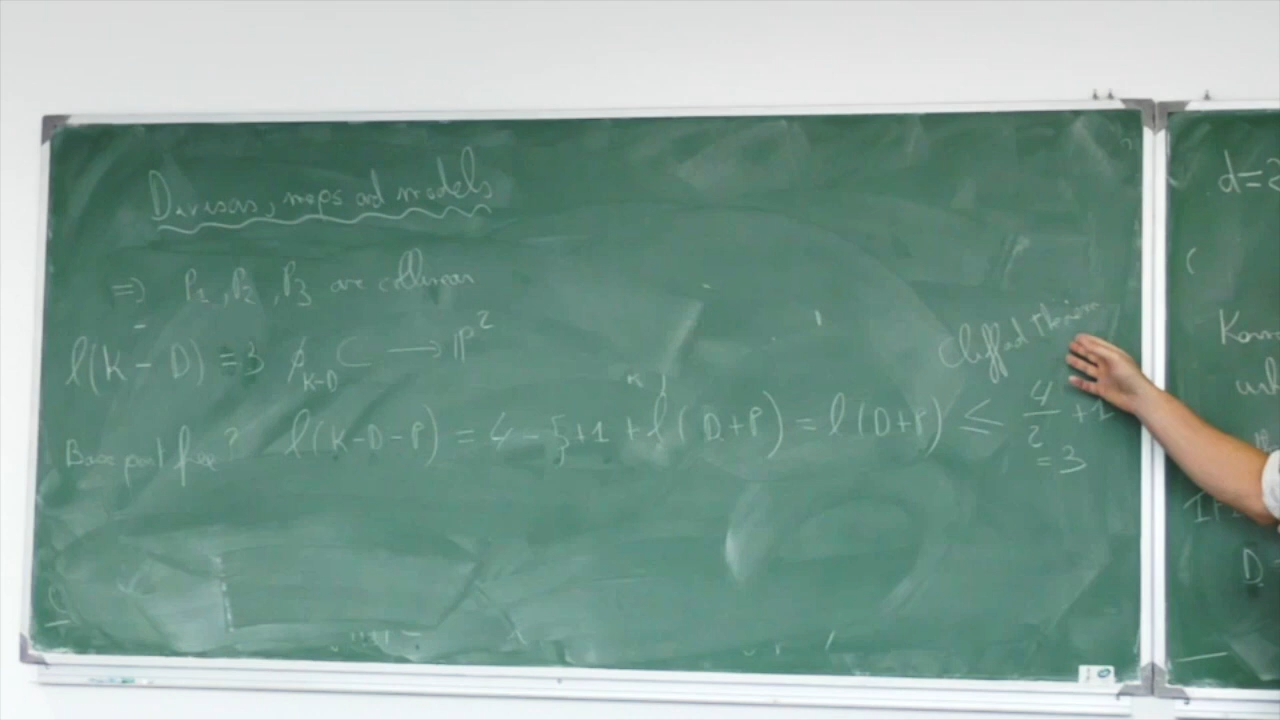 Divisors, maps and models
=> P1, P2, P3 are collinear
l(K - D) = 3 ϕ_{K-D} C → ℙ²
Clifford theorem
Base point free? l(K-D-P) = 4 - 5 + 1 + l(D+P) = l(D+P) ≤ 4/2 + 1
= 3
d=2
D